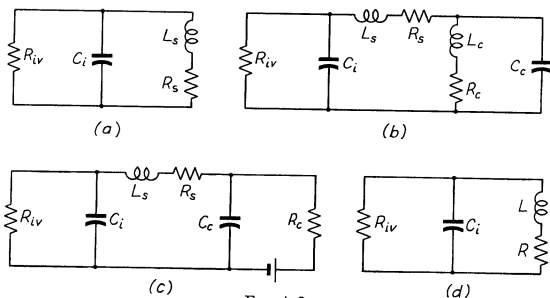 R_iv C_i L_s R_s
(a)
R_iv C_i L_s R_s L_c R_c C_c
(b)
R_iv C_i L_s R_s C_c R_c
(c)
R_iv C_i L R
(d)